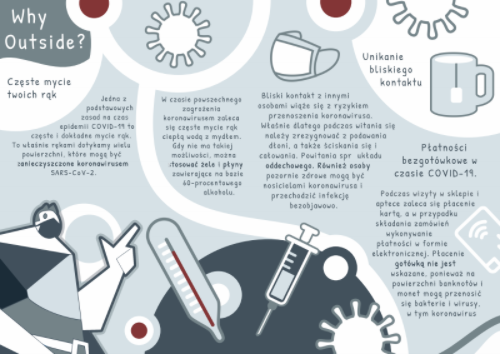 Why
Outside?
Częste mycie
twoich rąk
Jedna z
podstawowych
zasad na czas
epidemii COVID-19 to
częste i dokładne mycie rąk.
To właśnie rękami dotykamy wielu
powierzchni, które mogą być
zanieczyszczone koronawirusem
SARS-CoV-2.
W czasie powszechnego
zagrożenia
koronawirusem zaleca
się częste mycie rąk
ciepłą wodą z mydłem.
Gdy nie ma takiej
możliwości, można
stosować żele i płyny
zawierające na bazie
60-procentowego
alkoholu.
Bliski kontakt z innymi
osobami wiąże się z ryzykiem
przenoszenia koronawirusa.
Właśnie dlatego podczas witania się
należy zrezygnować z podawania
dłoni, a także ściskania się i
całowania. Powitania spr układu
oddechowego. Również osoby
pozornie zdrowe mogą być
nosicielami koronawirusa i
przechodzić infekcję
bezobjawowo.
Unikanie
bliskiego
kontaktu
Płatności
bezgotówkowe w
czasie COVID-19.
Podczas wizyty w sklepie i
aptece zaleca się płacenie
kartą, a w przypadku
składania zamówień
wykonywanie
płatności w formie
elektronicznej. Płacenie
gotówką nie jest
wskazane, ponieważ na
powierzchni banknotów i
monet mogą przenosić
się bakterie i wirusy,
w tym koronawirus